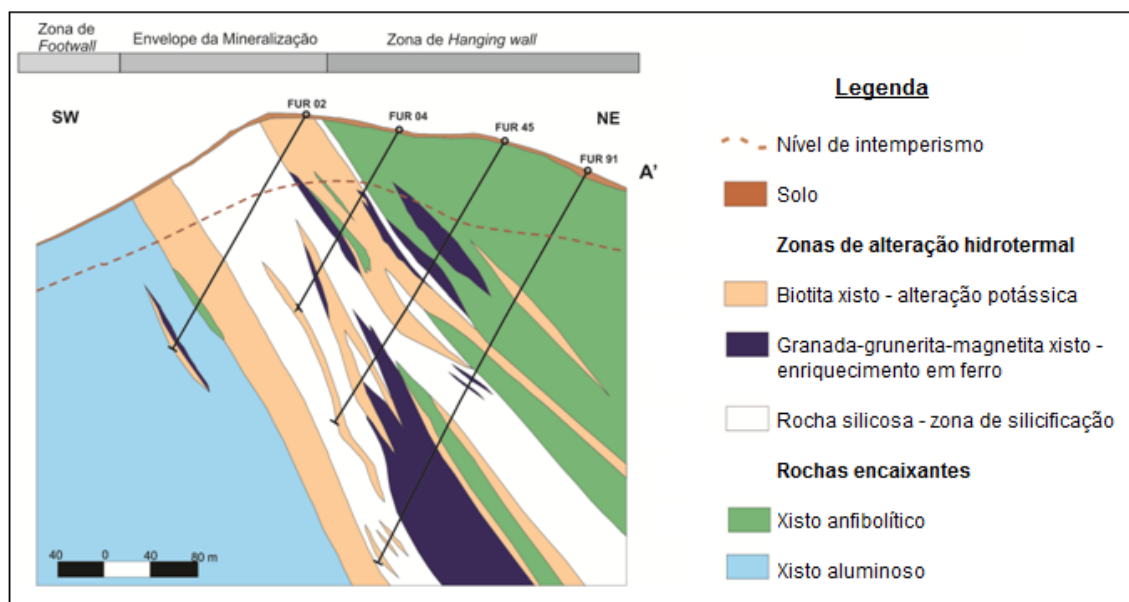 Zona de
Footwall
Envelope da Mineralização
Zona de Hanging wall
SW
FUR 02
FUR 04
FUR 45
NE
FUR 91
A'
40 0 40 80 m
Legenda
Nível de intemperismo
Solo
Zonas de alteração hidrotermal
Biotita xisto - alteração potássica
Granada-grunerita-magnetita xisto -
enriquecimento em ferro
Rocha silicosa - zona de silicificação
Rochas encaixantes
Xisto anfibolítico
Xisto aluminoso